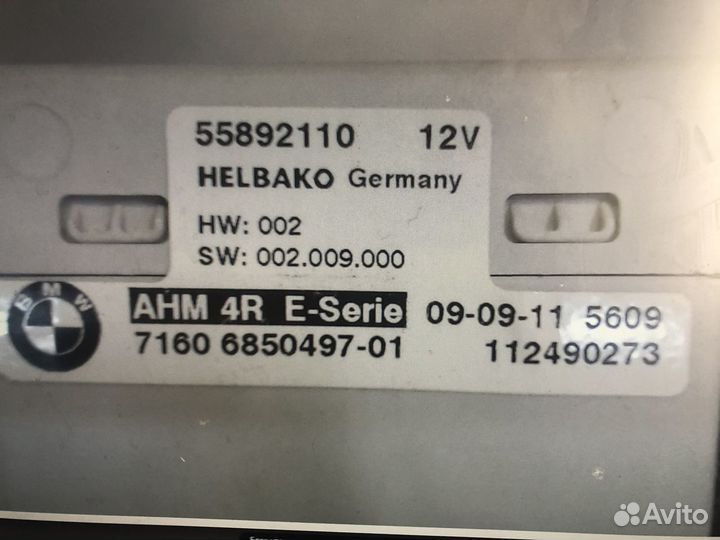 55892110 12V
HELBAKO Germany
HW: 002
SW: 002.009.000
BMW
AHM 4R E-Serie 09-09-11 5609
7160 6850497-01 112490273
Avito